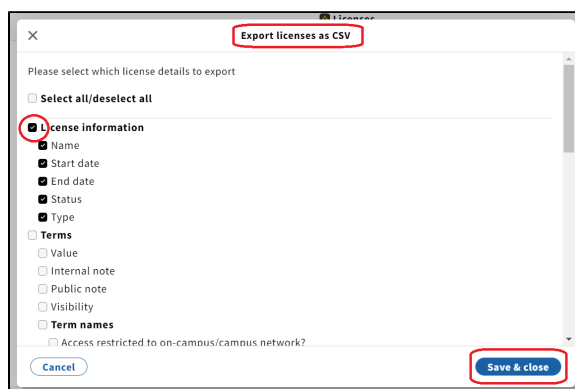 Licenses
Export licenses as CSV
Please select which license details to export
Select all/deselect all
License information
Name
Start date
End date
Status
Type
Terms
Value
Internal note
Public note
Visibility
Term names
Access restricted to on-campus/campus network?
Cancel
Save & close